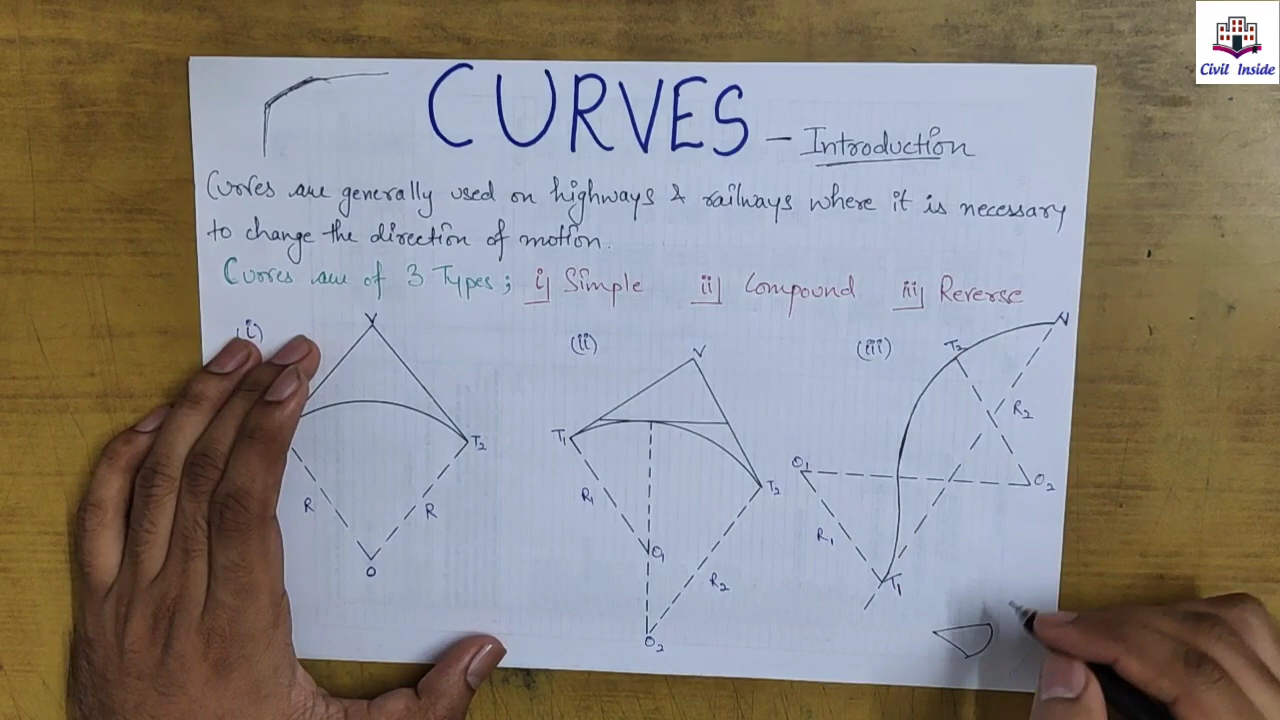 Civil Inside
CURVES - Introduction
Curves are generally used on highways & railways where it is necessary
to change the direction of motion.
Curves are of 3 Types; i) Simple ii) Compound iii) Reverse
(i)
V
T2
R
R
O
(ii)
V
T1
T2
R1
O1
R2
O2
(iii)
V
T2
R2
O1
O2
R1
T1